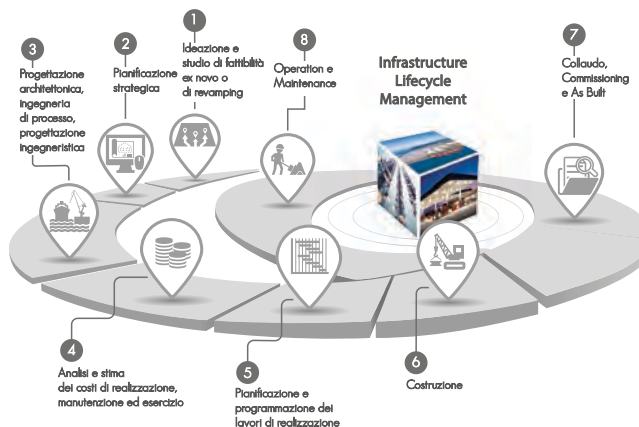 1
Ideazione e
studio di fattibilità
ex novo o
di revamping
2
Pianificazione
strategica
3
Progettazione
architettonica,
ingegneria
di processo,
progettazione
ingegneristica
4
Analisi e stima
dei costi di realizzazione,
manutenzione ed esercizio
5
Pianificazione e
programmazione dei
lavori di realizzazione
6
Costruzione
7
Collaudo,
Commissioning
e As Built
8
Operation e
Maintenance
Infrastructure
Lifecycle
Management